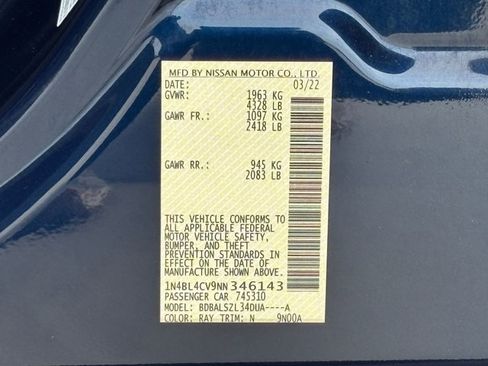 MFD BY NISSAN MOTOR CO., LTD.
DATE: 03/22
GVWR: 1963 KG
4328 LB
GAWR FR.: 1097 KG
2418 LB
GAWR RR.: 945 KG
2083 LB
THIS VEHICLE CONFORMS TO
ALL APPLICABLE FEDERAL
MOTOR VEHICLE SAFETY,
BUMPER, AND THEFT
PREVENTION STANDARDS
IN EFFECT ON THE DATE OF
MANUFACTURE SHOWN ABOVE.
1N4BL4CV9NN346143
PASSENGER CAR 745310
MODEL: BDBALSZL34DUA----A
COLOR: RAY TRIM: N 9N00A